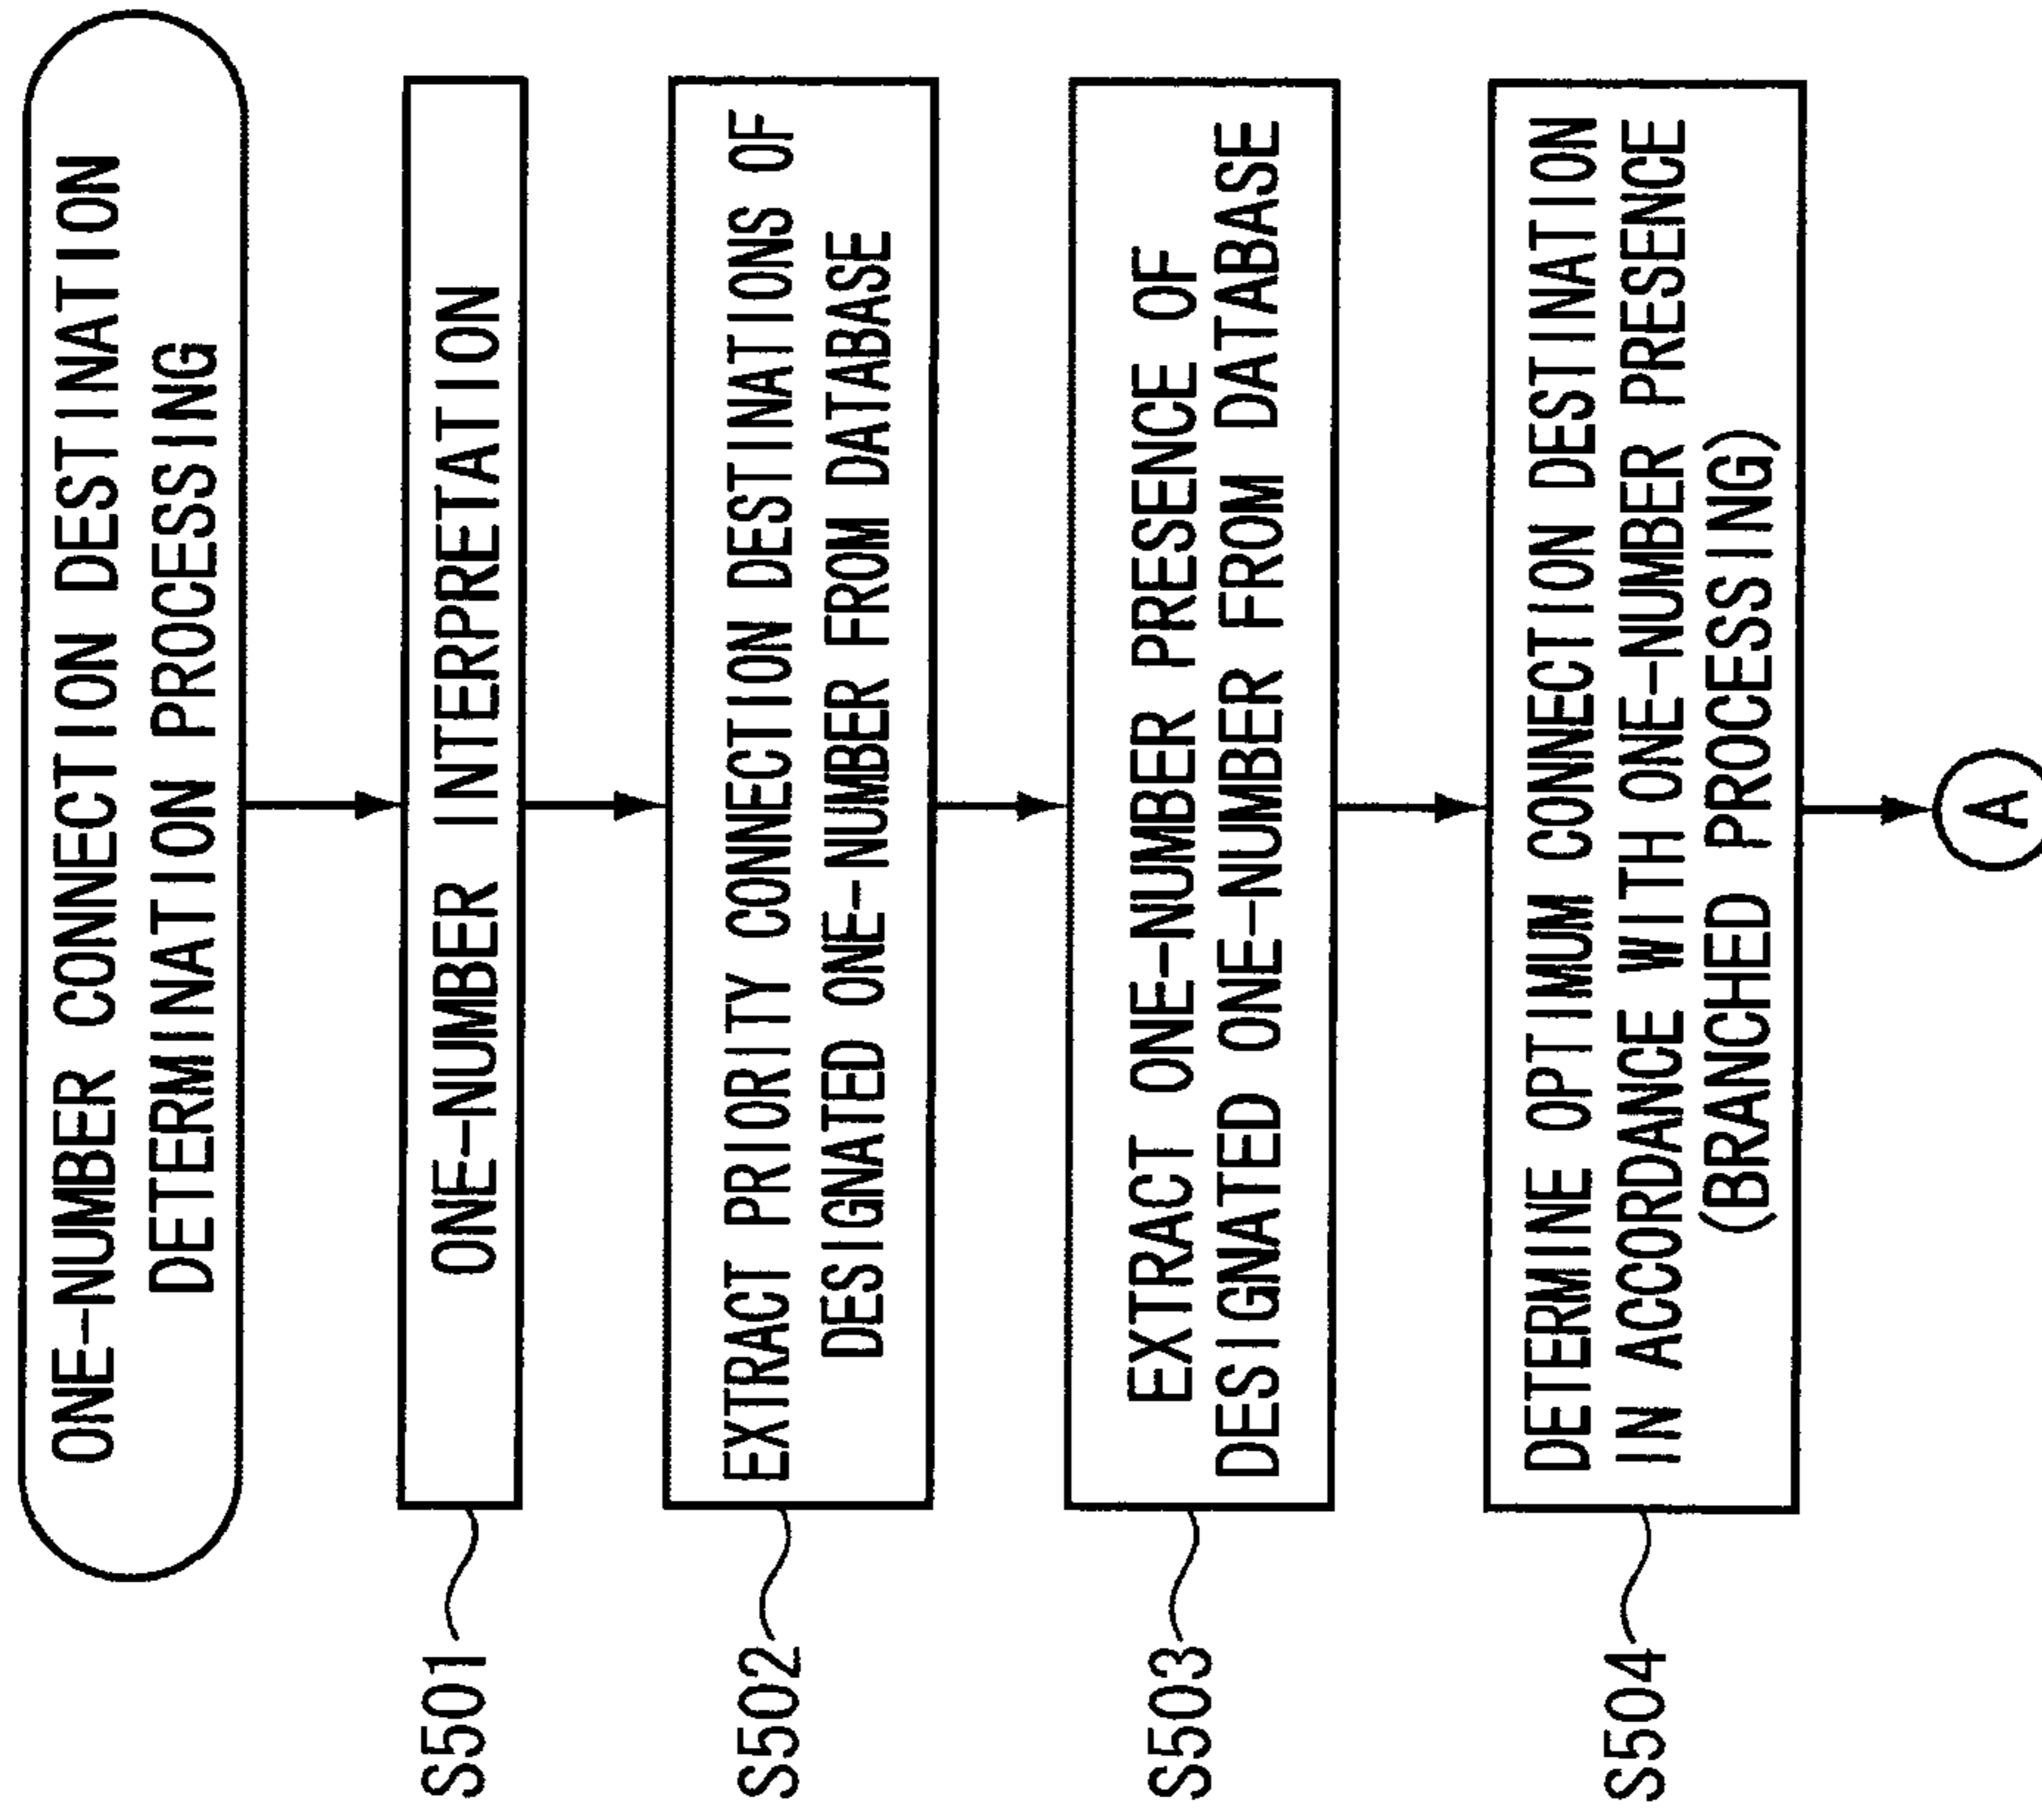 ONE-NUMBER CONNECTION DESTINATION
DETERMINATION PROCESSING
S501
ONE-NUMBER INTERPRETATION
S502
EXTRACT PRIORITY CONNECTION DESTINATIONS OF
DESIGNATED ONE-NUMBER FROM DATABASE
S503
EXTRACT ONE-NUMBER PRESENCE OF
DESIGNATED ONE-NUMBER FROM DATABASE
S504
DETERMINE OPTIMUM CONNECTION DESTINATION
IN ACCORDANCE WITH ONE-NUMBER PRESENCE
(BRANCHED PROCESSING)
A